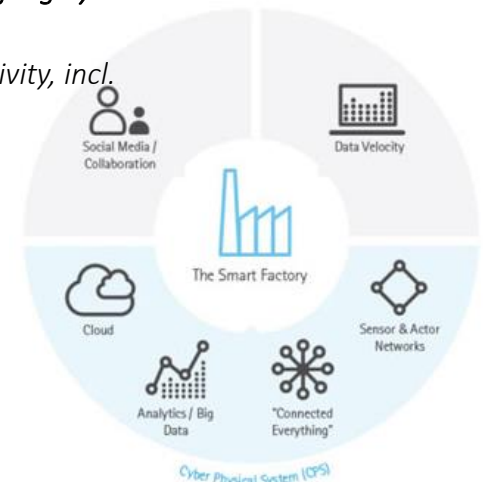 ivity, incl.
Social Media /
Collaboration
Data Velocity
The Smart Factory
Cloud
Sensor & Actor
Networks
Analytics / Big
Data
"Connected
Everything"
Cyber Physical System (CPS)